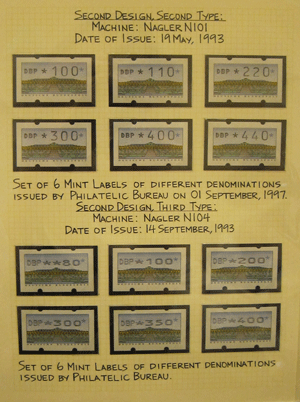 SECOND DESIGN, SECOND TYPE:
MACHINE: NAGLER N101
DATE OF ISSUE: 19 MAY, 1993
DBP *100* DBP *110* DBP *220*
DBP *300* DBP *400* DBP *440*
SET OF 6 MINT LABELS OF DIFFERENT DENOMINATIONS
ISSUED BY PHILATELIC BUREAU ON 01 SEPTEMBER, 1997.
SECOND DESIGN, THIRD TYPE:
MACHINE: NAGLER N104
DATE OF ISSUE: 14 SEPTEMBER, 1993
DBP **80* DBP *100* DBP *200*
DBP *300* DBP *350* DBP *400*
SET OF 6 MINT LABELS OF DIFFERENT DENOMINATIONS
ISSUED BY PHILATELIC BUREAU.